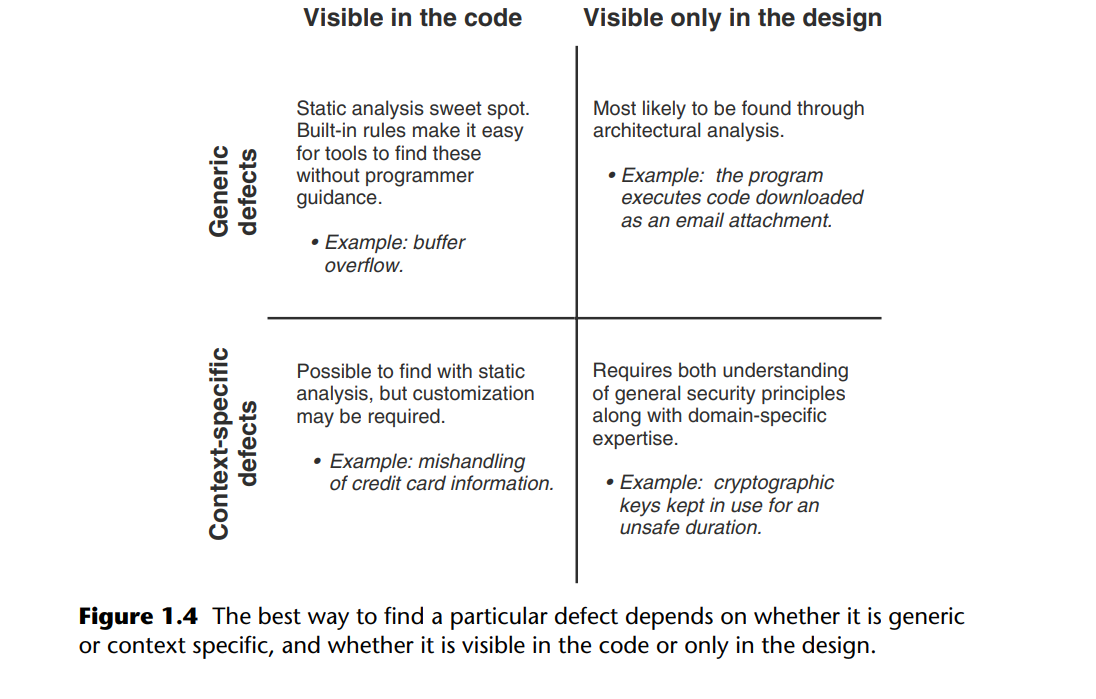 Visible in the code
Visible only in the design
Generic
defects
Static analysis sweet spot.
Built-in rules make it easy
for tools to find these
without programmer
guidance.
• Example: buffer
overflow.
Most likely to be found through
architectural analysis.
• Example: the program
executes code downloaded
as an email attachment.
Context-specific
defects
Possible to find with static
analysis, but customization
may be required.
• Example: mishandling
of credit card information.
Requires both understanding
of general security principles
along with domain-specific
expertise.
• Example: cryptographic
keys kept in use for an
unsafe duration.
Figure 1.4 The best way to find a particular defect depends on whether it is generic
or context specific, and whether it is visible in the code or only in the design.